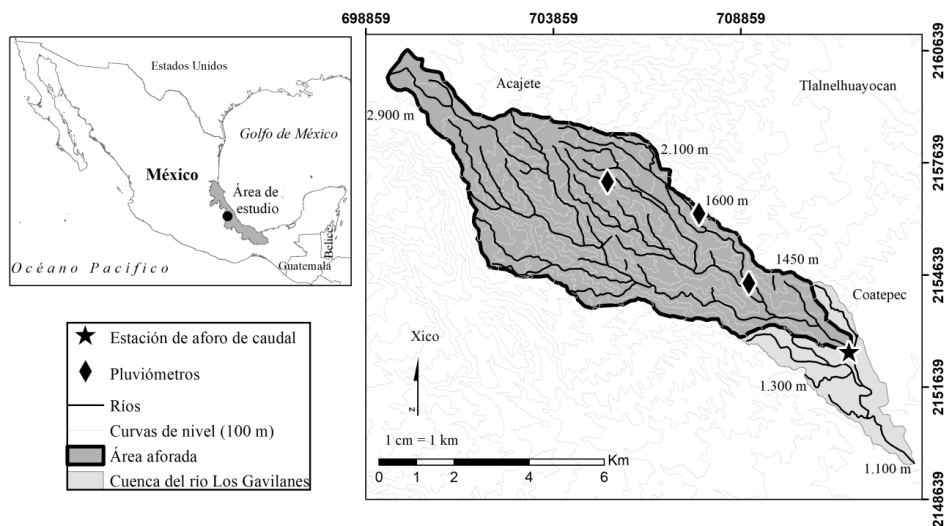 698859
703859
708859
Estados Unidos
Golfo de México
México
Área de
estudio
Belice
Guatemala
Océano Pacífico
Estación de aforo de caudal
Pluviómetros
Ríos
Curvas de nivel (100 m)
Área aforada
Cuenca del río Los Gavilanes
Acajete
Tlalnelhuayocan
2.900 m
2.100 m
1600 m
1450 m
Coatepec
Xico
z
1.300 m
1.100 m
1 cm = 1 km
Km
0 1 2 4 6
2160639
2157639
2154639
2151639
2148639